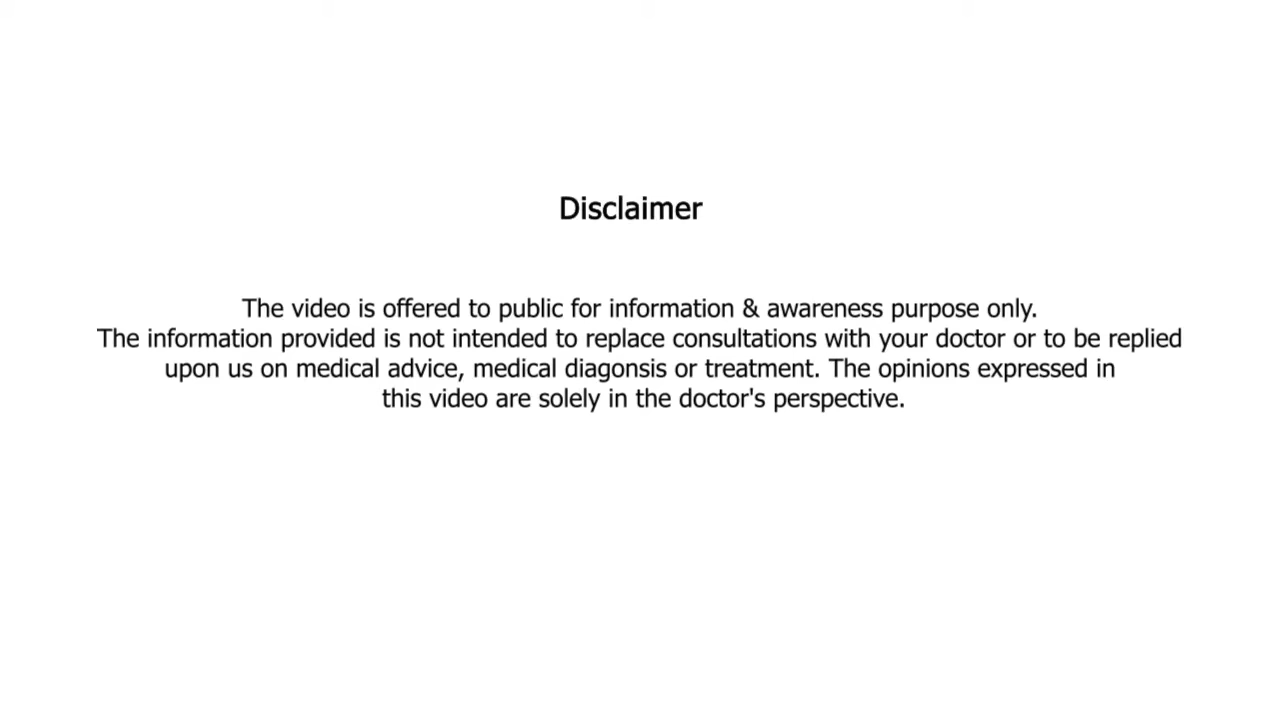 Disclaimer
The video is offered to public for information & awareness purpose only.
The information provided is not intended to replace consultations with your doctor or to be replied
upon us on medical advice, medical diagonsis or treatment. The opinions expressed in
this video are solely in the doctor's perspective.